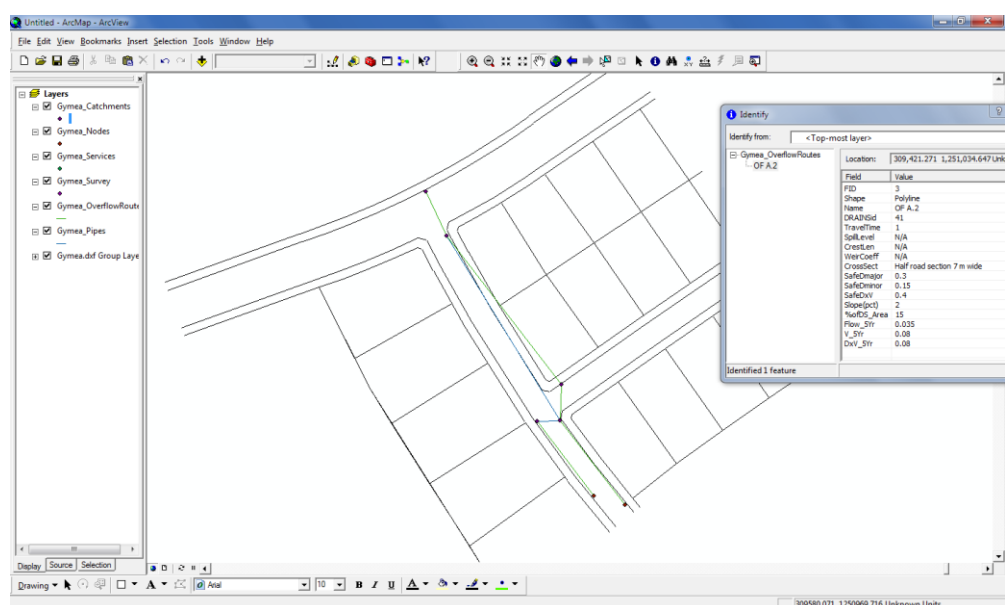 Untitled - ArcMap - ArcView
File Edit View Bookmarks Insert Selection Tools Window Help
Layers
Gymea_Catchments
Gymea_Nodes
Gymea_Services
Gymea_Survey
Gymea_OverflowRoute
Gymea_Pipes
Gymea.dxf Group Laye
Display Source Selection
Identify
Identify from: <Top-most layer>
Gymea_OverflowRoutes
OF A.2
Location: 309,421.271 1,251,034.647 Unk
Field Value
FID 3
Shape Polyline
Name OF A.2
DRAINSid 41
TravelTime 1
SpillLevel N/A
CrestLen N/A
WeirCoeff N/A
CrossSect Half road section 7 m wide
SafeDmajor 0.3
SafeDminor 0.15
SafeDxV 0.4
Slope(pct) 2
%ofDS_Area 15
Flow_5Yr 0.035
V_5Yr 0.08
DxV_5Yr 0.08
Identified 1 feature
Drawing A Arial 10 B I U A
309580.071 1250969.716 Unknown Units